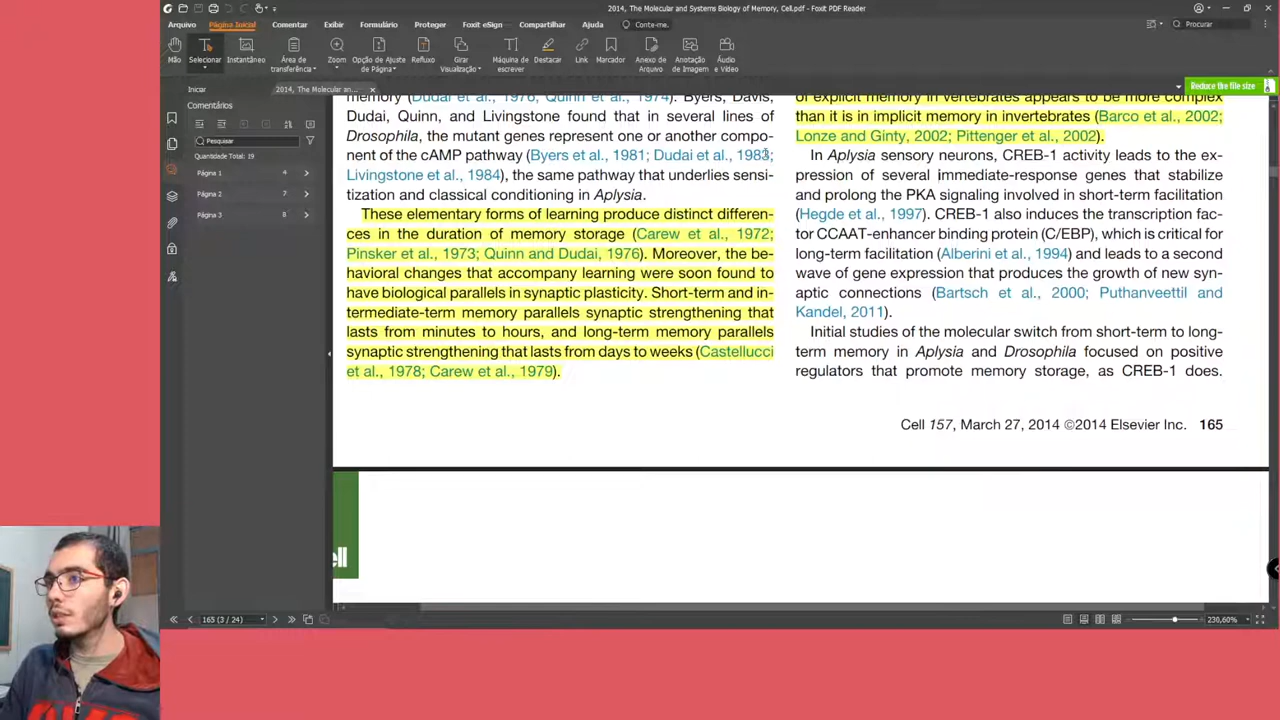 2014, The Molecular and Systems Biology of Memory, Cell.pdf - Foxit PDF Reader
Arquivo Página Inicial Comentar Exibir Formulário Proteger Foxit eSign Compartilhar Ajuda Conte-me. Procurar
Mão Selecionar Instantâneo Área de transferência Zoom Opção de Ajuste de Página Refluxo Girar Visualização Máquina de escrever Destacar Link Marcador Anexo de Arquivo Anotação de Imagem Áudio e Vídeo
Iniciar 2014, The Molecular an... Reduce the file size
Comentários
Pesquisar
Quantidade Total: 19
Página 1 4
Página 2 7
Página 3 8
memory (Dudai et al., 1976; Quinn et al., 1974). Byers, Davis,
Dudai, Quinn, and Livingstone found that in several lines of
Drosophila, the mutant genes represent one or another compo-
nent of the cAMP pathway (Byers et al., 1981; Dudai et al., 1983;
Livingstone et al., 1984), the same pathway that underlies sensi-
tization and classical conditioning in Aplysia.
These elementary forms of learning produce distinct differen-
ces in the duration of memory storage (Carew et al., 1972;
Pinsker et al., 1973; Quinn and Dudai, 1976). Moreover, the be-
havioral changes that accompany learning were soon found to
have biological parallels in synaptic plasticity. Short-term and in-
termediate-term memory parallels synaptic strengthening that
lasts from minutes to hours, and long-term memory parallels
synaptic strengthening that lasts from days to weeks (Castellucci
et al., 1978; Carew et al., 1979).
of explicit memory in vertebrates appears to be more complex
than it is in implicit memory in invertebrates (Barco et al., 2002;
Lonze and Ginty, 2002; Pittenger et al., 2002).
In Aplysia sensory neurons, CREB-1 activity leads to the ex-
pression of several immediate-response genes that stabilize
and prolong the PKA signaling involved in short-term facilitation
(Hegde et al., 1997). CREB-1 also induces the transcription fac-
tor CCAAT-enhancer binding protein (C/EBP), which is critical for
long-term facilitation (Alberini et al., 1994) and leads to a second
wave of gene expression that produces the growth of new syn-
aptic connections (Bartsch et al., 2000; Puthanveettil and
Kandel, 2011).
Initial studies of the molecular switch from short-term to long-
term memory in Aplysia and Drosophila focused on positive
regulators that promote memory storage, as CREB-1 does.
Cell 157, March 27, 2014 ©2014 Elsevier Inc. 165
ell
165 (3 / 24) 230,60%